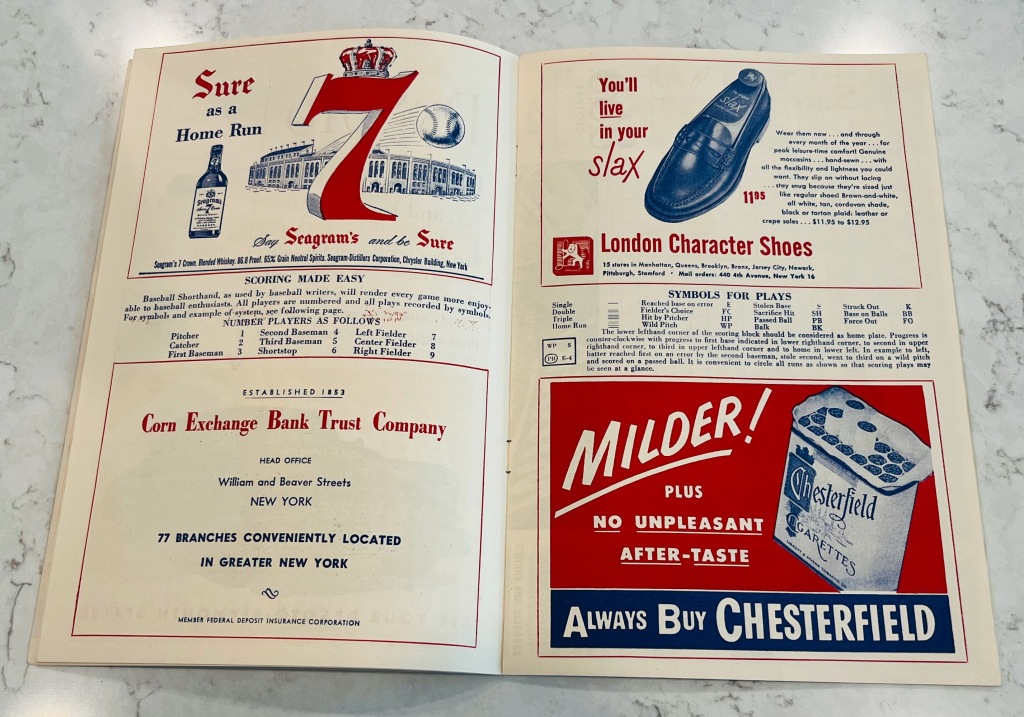 Sure
as a
Home Run
7
Seagram's
7
Say Seagram's and be Sure
Seagram's 7 Crown. Blended Whiskey. 86.8 Proof. 65% Grain Neutral Spirits. Seagram-Distillers Corporation, Chrysler Building, New York
SCORING MADE EASY
Baseball Shorthand, as used by baseball writers, will render every game more enjoy-
able to baseball enthusiasts. All players are numbered and all plays recorded by symbols.
For symbols and example of system, see following page.
NUMBER PLAYERS AS FOLLOWS
Pitcher 1 Second Baseman 4 Left Fielder 7
Catcher 2 Third Baseman 5 Center Fielder 8
First Baseman 3 Shortstop 6 Right Fielder 9
ESTABLISHED 1853
Corn Exchange Bank Trust Company
HEAD OFFICE
William and Beaver Streets
NEW YORK
77 BRANCHES CONVENIENTLY LOCATED
IN GREATER NEW YORK
MEMBER FEDERAL DEPOSIT INSURANCE CORPORATION
You'll
live
in your
slax
slax
Wear them now . . . and through
every month of the year . . . for
peak leisure-time comfort! Genuine
moccasins . . . hand-sewn . . . with
all the flexibility and lightness you could
want. They slip on without lacing
. . . stay snug because they're sized just
like regular shoes! Brown-and-white,
all white, tan, cordovan shade,
black or tartan plaid: leather or
crepe soles . . . $11.95 to $12.95
1195
London Character Shoes
15 stores in Manhattan, Queens, Brooklyn, Bronx, Jersey City, Newark,
Pittsburgh, Stamford • Mail orders: 440 4th Avenue, New York 16
SYMBOLS FOR PLAYS
Single Reached base on error E Stolen Base S Struck Out K
Double Fielder's Choice FC Sacrifice Hit SH Base on Balls BB
Triple Hit by Pitcher HP Passed Ball PB Force Out FO
Home Run Wild Pitch WP Balk BK
The lower lefthand corner of the scoring block should be considered as home plate. Progress is
counter-clockwise with progress to first base indicated in lower righthand corner, to second in upper
righthand corner, to third in upper lefthand corner and to home in lower left. In example to left,
batter reached first on an error by the second baseman, stole second, went to third on a wild pitch
and scored on a passed ball. It is convenient to circle all runs as shown so that scoring plays may
be seen at a glance.
WP S
PB E-4
MILDER!
PLUS
NO UNPLEASANT
AFTER-TASTE
Chesterfield
CIGARETTES
ALWAYS BUY CHESTERFIELD